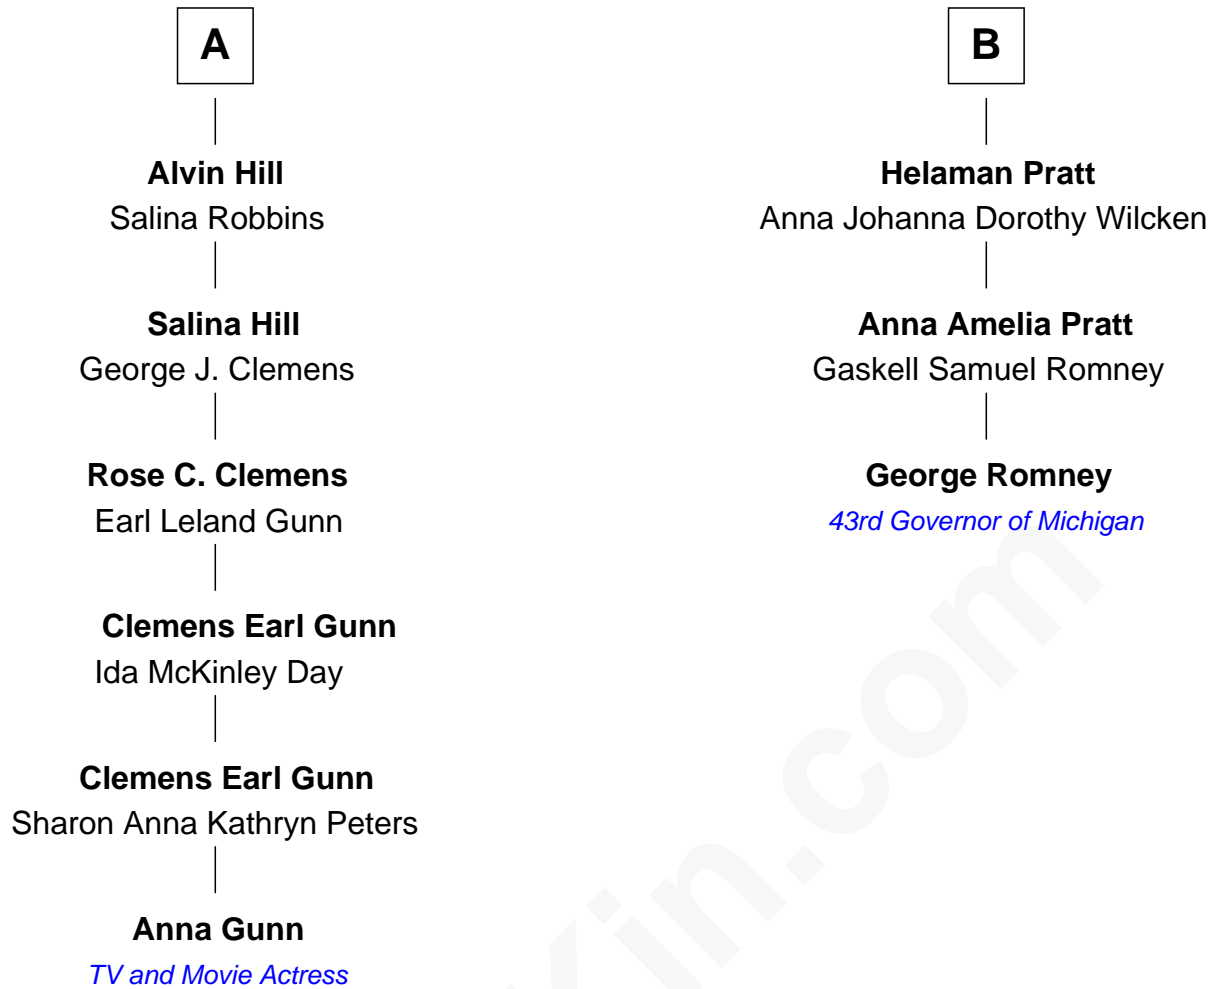 A
Alvin Hill
Salina Robbins
Salina Hill
George J. Clemens
Rose C. Clemens
Earl Leland Gunn
Clemens Earl Gunn
Ida McKinley Day
Clemens Earl Gunn
Sharon Anna Kathryn Peters
Anna Gunn
TV and Movie Actress
B
Helaman Pratt
Anna Johanna Dorothy Wilcken
Anna Amelia Pratt
Gaskell Samuel Romney
George Romney
43rd Governor of Michigan
Kin.com